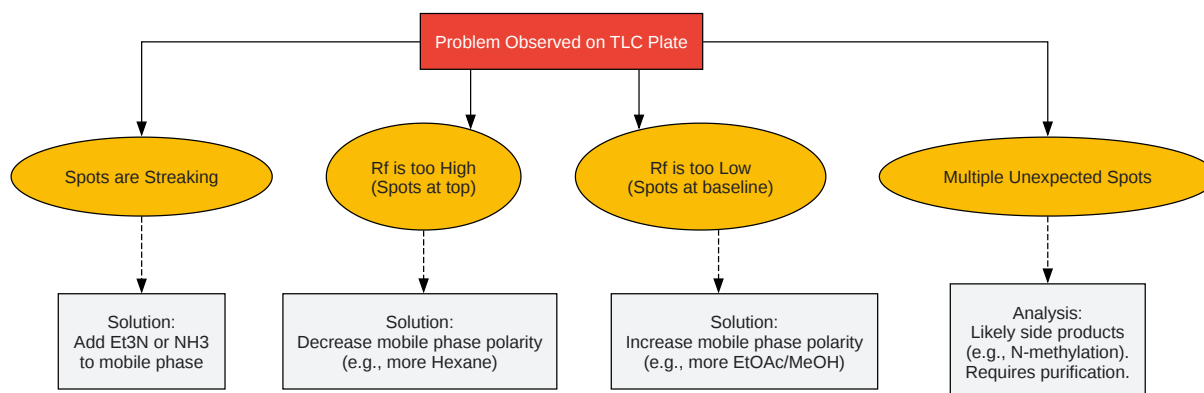 Problem Observed on TLC Plate
Spots are Streaking
Rf is too High
(Spots at top)
Rf is too Low
(Spots at baseline)
Multiple Unexpected Spots
Solution:
Add Et3N or NH3
to mobile phase
Solution:
Decrease mobile phase polarity
(e.g., more Hexane)
Solution:
Increase mobile phase polarity
(e.g., more EtOAc/MeOH)
Analysis:
Likely side products
(e.g., N-methylation).
Requires purification.